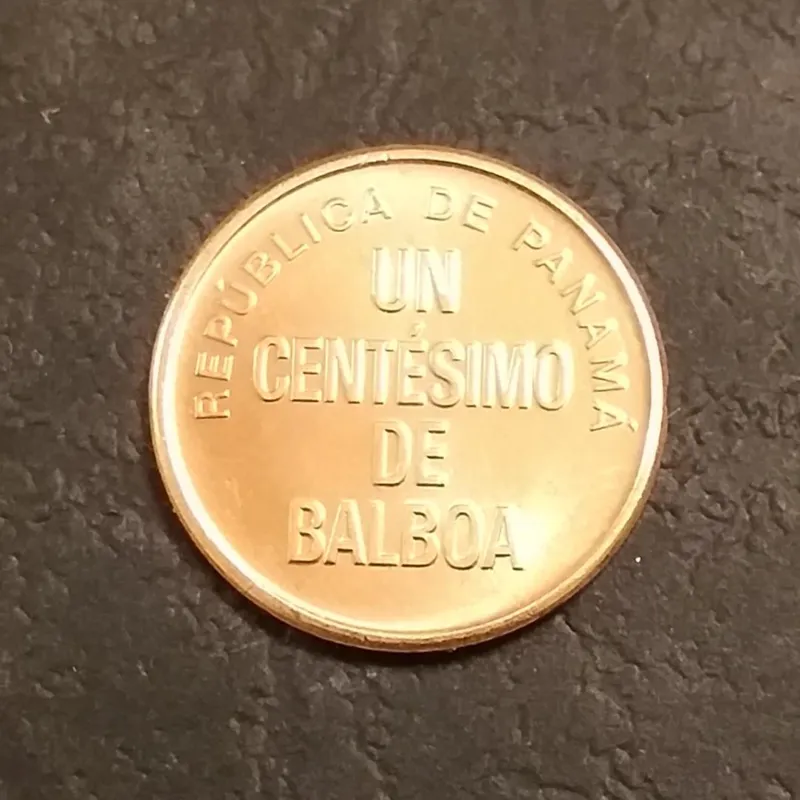 REPÚBLICA DE PANAMÁ
UN
CENTÉSIMO
DE
BALBOA